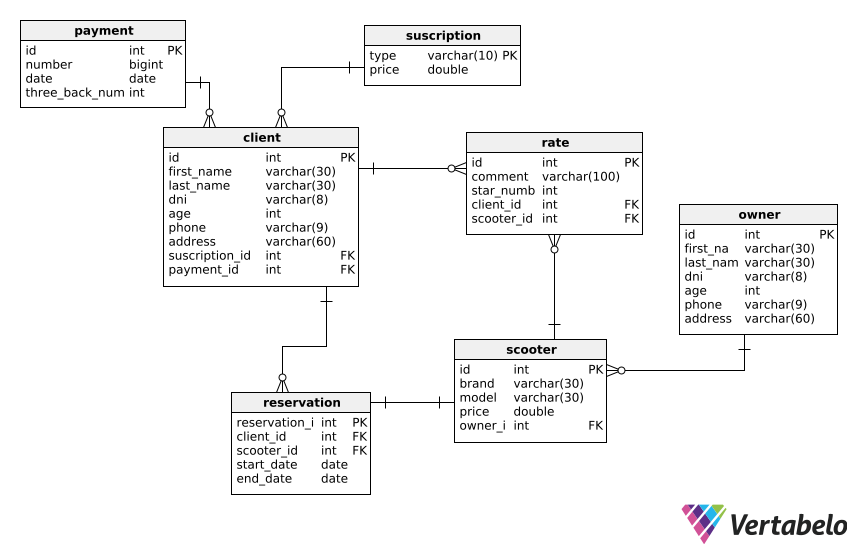 payment
id int PK
number bigint
date date
three_back_num int
suscription
type varchar(10) PK
price double
client
id int PK
first_name varchar(30)
last_name varchar(30)
dni varchar(8)
age int
phone varchar(9)
address varchar(60)
suscription_id int FK
payment_id int FK
rate
id int PK
comment varchar(100)
star_numb int
client_id int FK
scooter_id int FK
owner
id int PK
first_na varchar(30)
last_nam varchar(30)
dni varchar(8)
age int
phone varchar(9)
address varchar(60)
scooter
id int PK
brand varchar(30)
model varchar(30)
price double
owner_i int FK
reservation
reservation_i int PK
client_id int FK
scooter_id int FK
start_date date
end_date date
Vertabelo